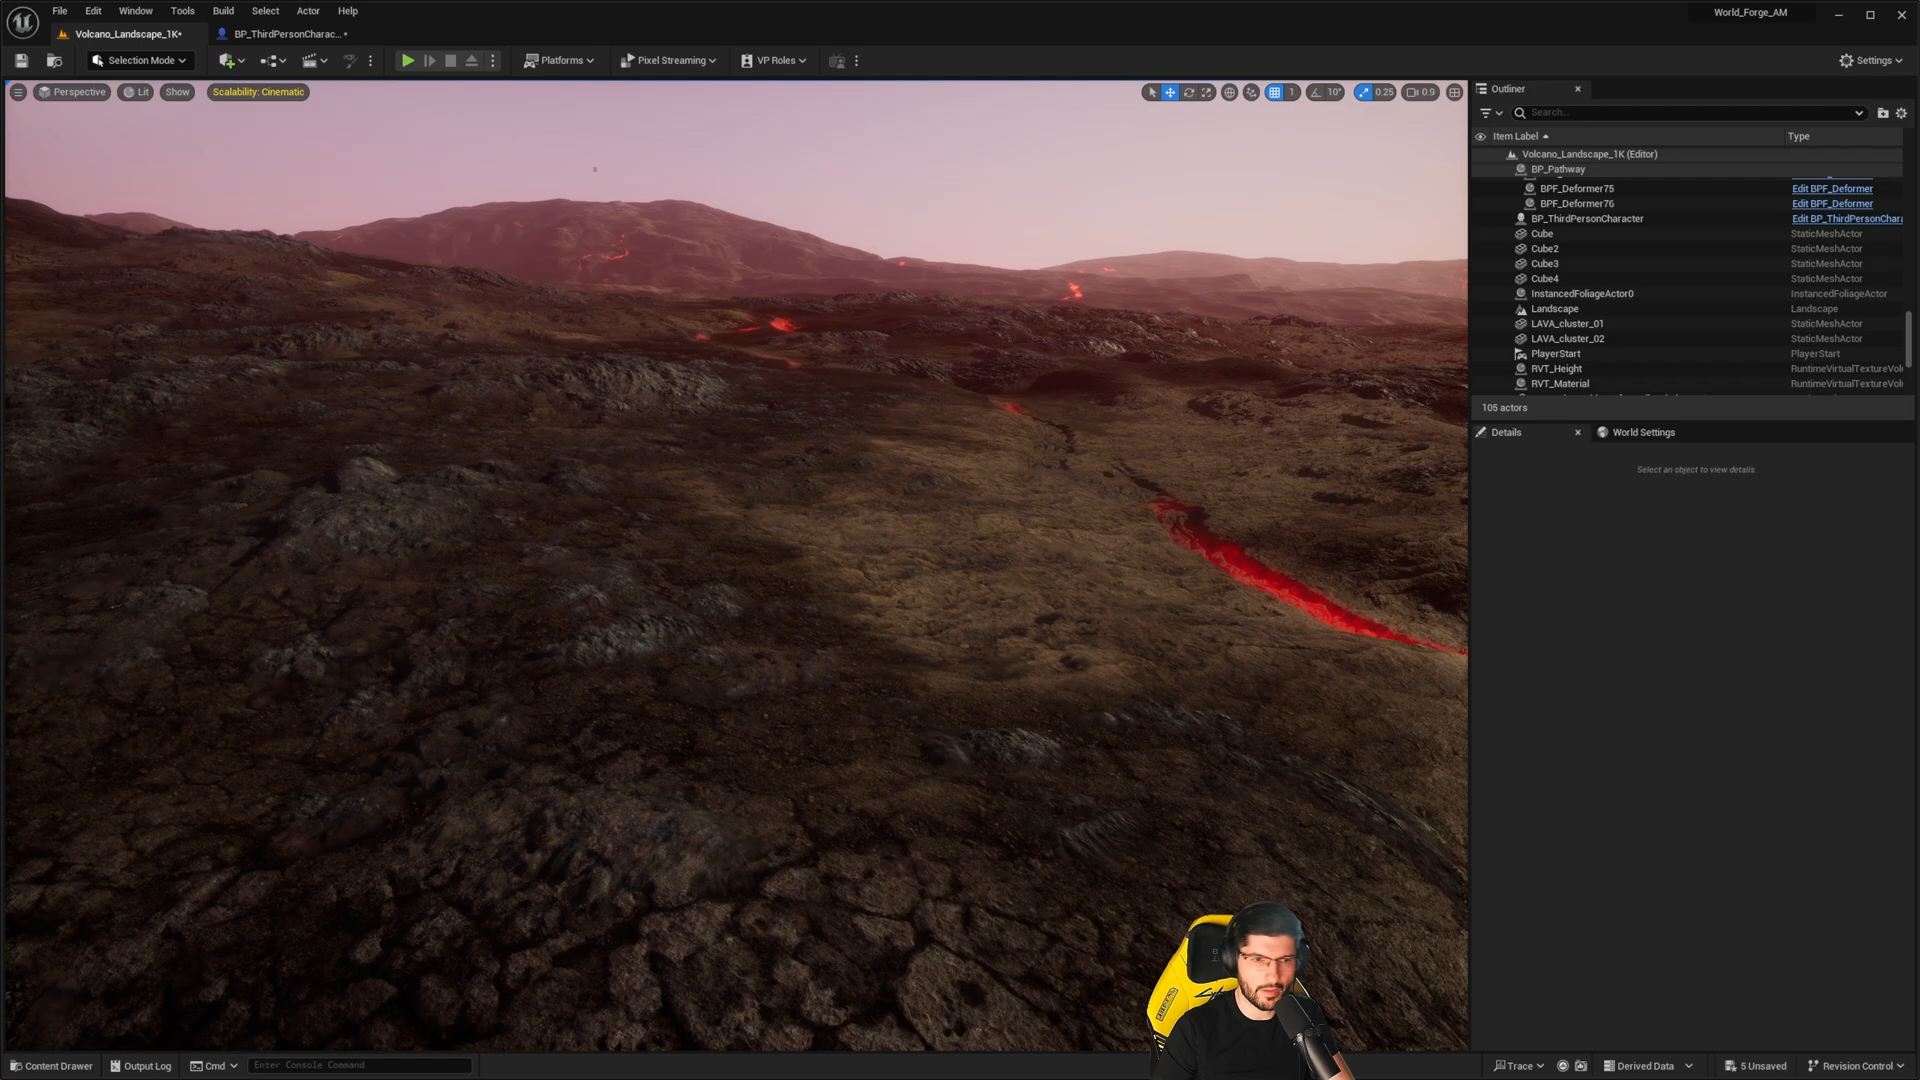 File Edit Window Tools Build Select Actor Help
World_Forge_AM
Volcano_Landscape_1K•
BP_ThirdPersonCharac...•
Selection Mode
Platforms
Pixel Streaming
VP Roles
Settings
Perspective
Lit
Show
Scalability: Cinematic
1
10°
0.25
0.9
Outliner
Search...
Item Label
Type
Volcano_Landscape_1K (Editor)
BP_Pathway
BPF_Deformer75 Edit BPF_Deformer
BPF_Deformer76 Edit BPF_Deformer
BP_ThirdPersonCharacter Edit BP_ThirdPersonChara
Cube StaticMeshActor
Cube2 StaticMeshActor
Cube3 StaticMeshActor
Cube4 StaticMeshActor
InstancedFoliageActor0 InstancedFoliageActor
Landscape Landscape
LAVA_cluster_01 StaticMeshActor
LAVA_cluster_02 StaticMeshActor
PlayerStart PlayerStart
RVT_Height RuntimeVirtualTextureVol
RVT_Material RuntimeVirtualTextureVol
105 actors
Details
World Settings
Select an object to view details
Content Drawer
Output Log
Cmd
Enter Console Command
Trace
Derived Data
5 Unsaved
Revision Control